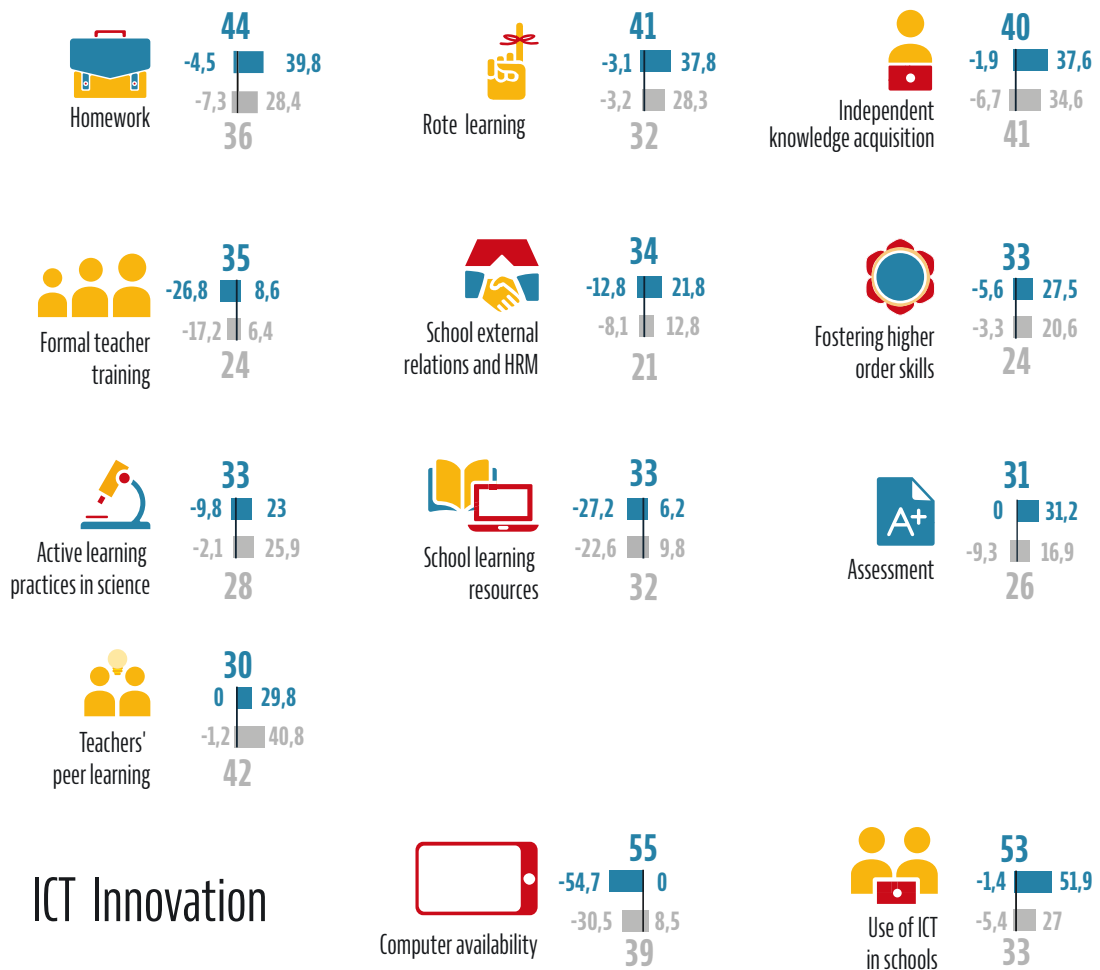 44
-4,5 39,8
-7,3 28,4
36
Homework
41
-3,1 37,8
-3,2 28,3
32
Rote learning
40
-1,9 37,6
-6,7 34,6
41
Independent
knowledge acquisition
35
-26,8 8,6
-17,2 6,4
24
Formal teacher
training
34
-12,8 21,8
-8,1 12,8
21
School external
relations and HRM
33
-5,6 27,5
-3,3 20,6
24
Fostering higher
order skills
33
-9,8 23
-2,1 25,9
28
Active learning
practices in science
33
-27,2 6,2
-22,6 9,8
32
School learning
resources
A+
31
0 31,2
-9,3 16,9
26
Assessment
30
0 29,8
-1,2 40,8
42
Teachers'
peer learning
ICT Innovation
55
-54,7 0
-30,5 8,5
39
Computer availability
53
-1,4 51,9
-5,4 27
33
Use of ICT
in schools